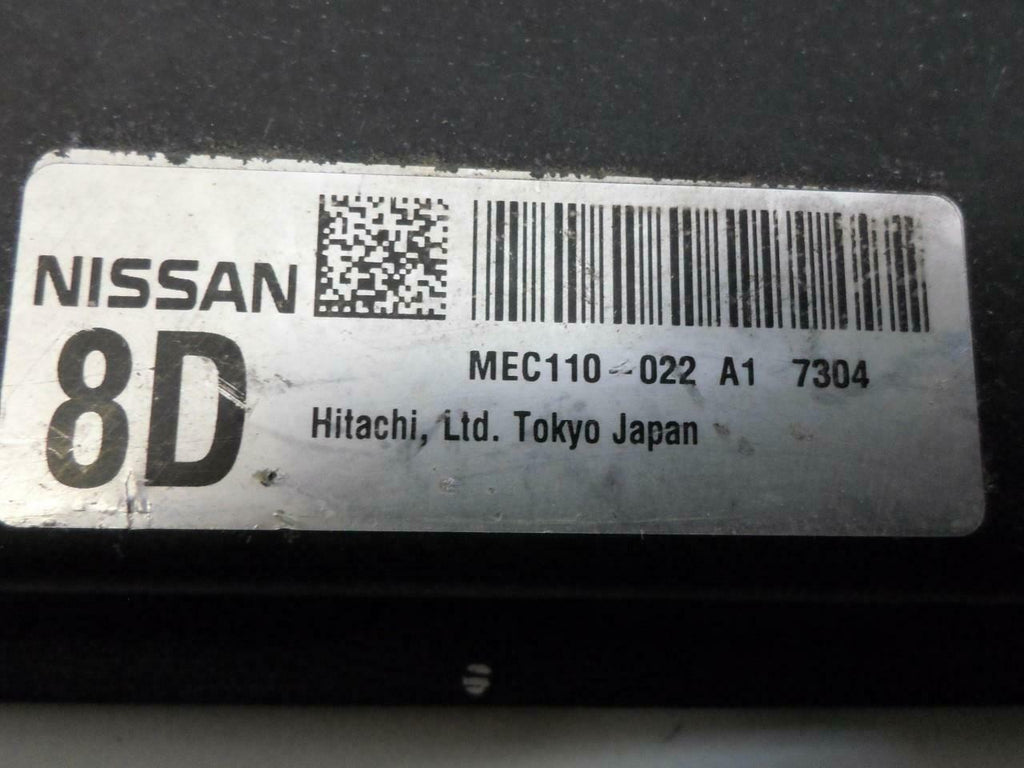 NISSAN
8D
MEC110-022 A1 7304
Hitachi, Ltd. Tokyo Japan